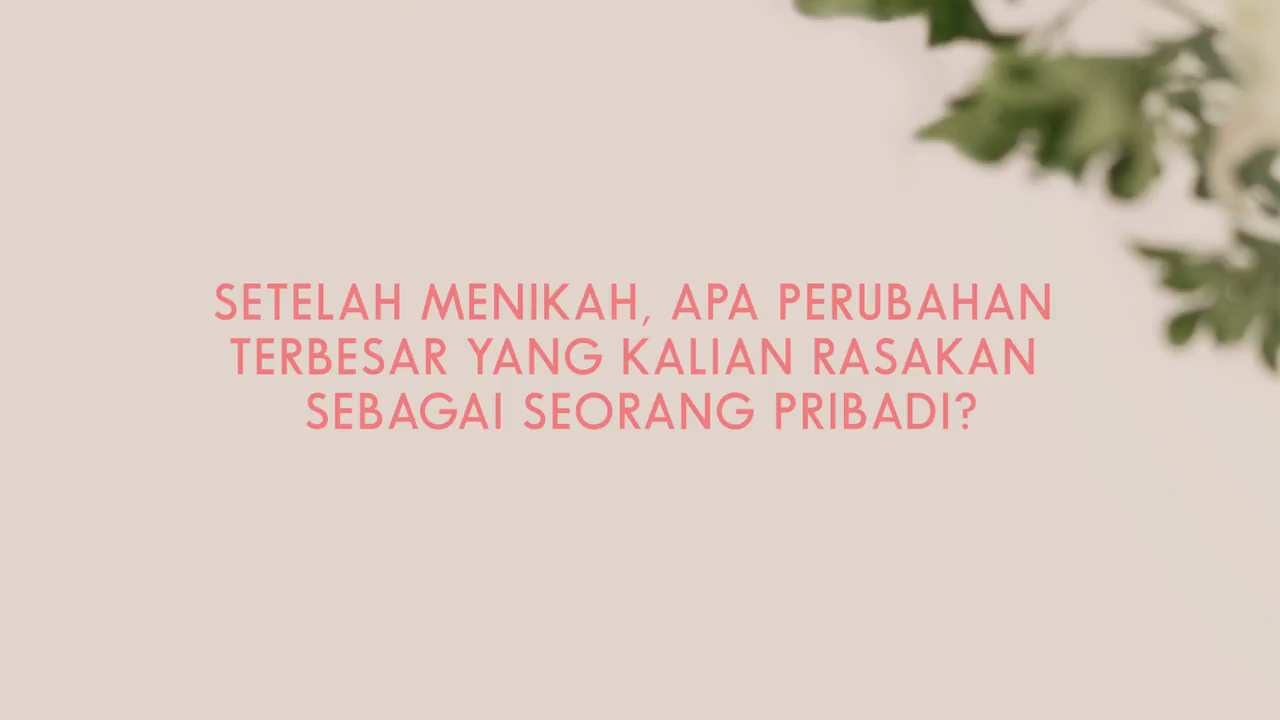 SETELAH MENIKAH, APA PERUBAHAN
TERBESAR YANG KALIAN RASAKAN
SEBAGAI SEORANG PRIBADI?